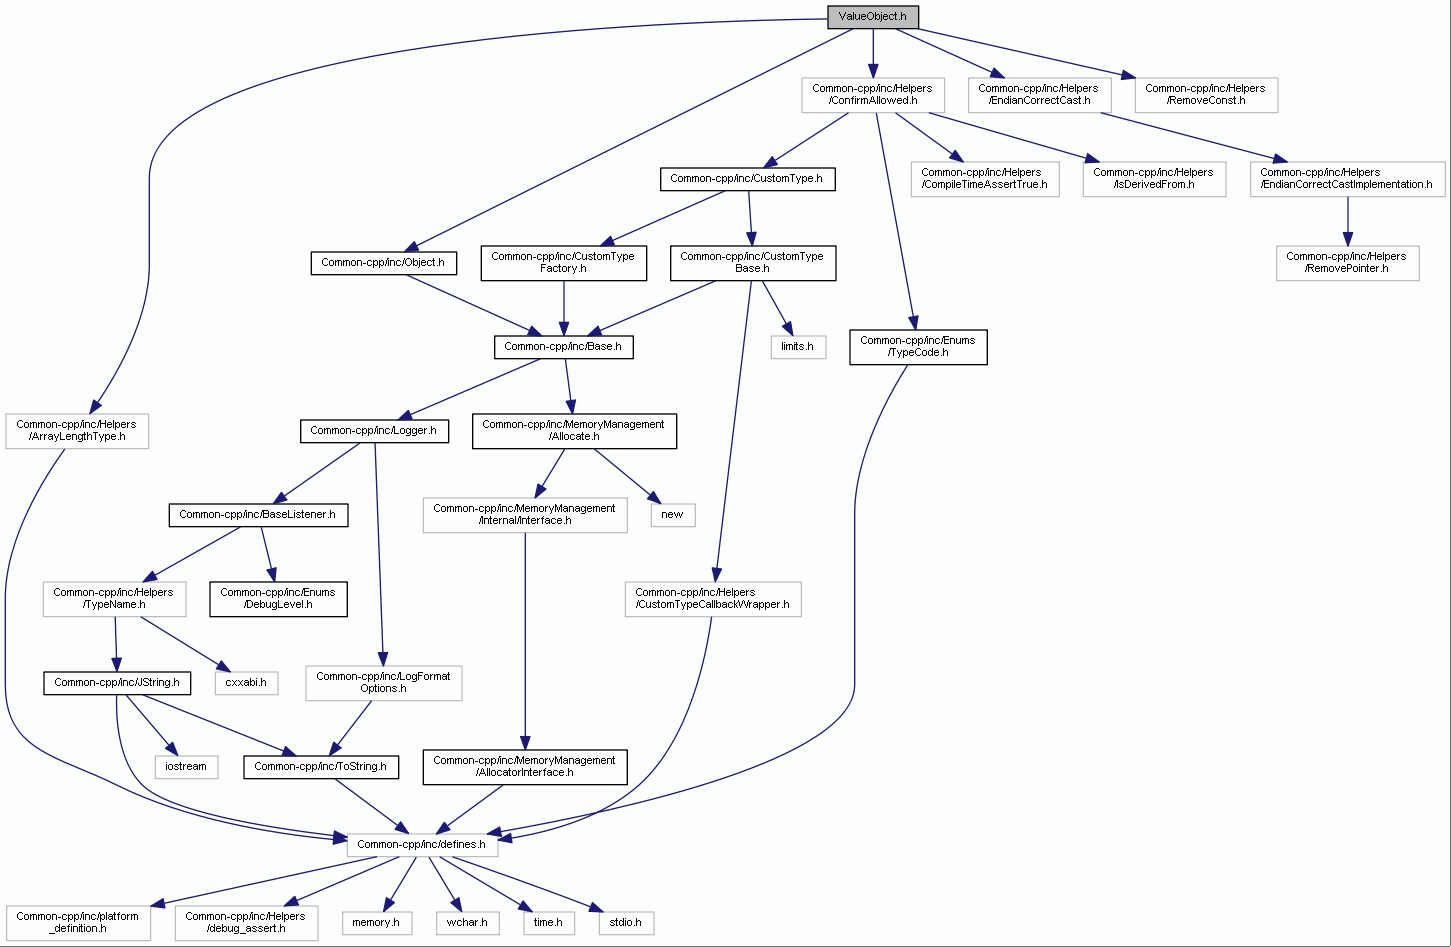 ValueObject.h
Common-cpp/inc/Helpers
/ConfirmAllowed.h
Common-cpp/inc/Helpers
/EndianCorrectCast.h
Common-cpp/inc/Helpers
/RemoveConst.h
Common-cpp/inc/CustomType.h
Common-cpp/inc/Helpers
/CompileTimeAssertTrue.h
Common-cpp/inc/Helpers
/IsDerivedFrom.h
Common-cpp/inc/Helpers
/EndianCorrectCastImplementation.h
Common-cpp/inc/Object.h
Common-cpp/inc/CustomType
Factory.h
Common-cpp/inc/CustomType
Base.h
Common-cpp/inc/Helpers
/RemovePointer.h
Common-cpp/inc/Base.h
limits.h
Common-cpp/inc/Enums
/TypeCode.h
Common-cpp/inc/Helpers
/ArrayLengthType.h
Common-cpp/inc/Logger.h
Common-cpp/inc/MemoryManagement
/Allocate.h
Common-cpp/inc/BaseListener.h
Common-cpp/inc/MemoryManagement
/Internal/Interface.h
new
Common-cpp/inc/Helpers
/TypeName.h
Common-cpp/inc/Enums
/DebugLevel.h
Common-cpp/inc/Helpers
/CustomTypeCallbackWrapper.h
Common-cpp/inc/JString.h
cxxabi.h
Common-cpp/inc/LogFormat
Options.h
iostream
Common-cpp/inc/ToString.h
Common-cpp/inc/MemoryManagement
/AllocatorInterface.h
Common-cpp/inc/defines.h
Common-cpp/inc/platform
_definition.h
Common-cpp/inc/Helpers
/debug_assert.h
memory.h
wchar.h
time.h
stdio.h